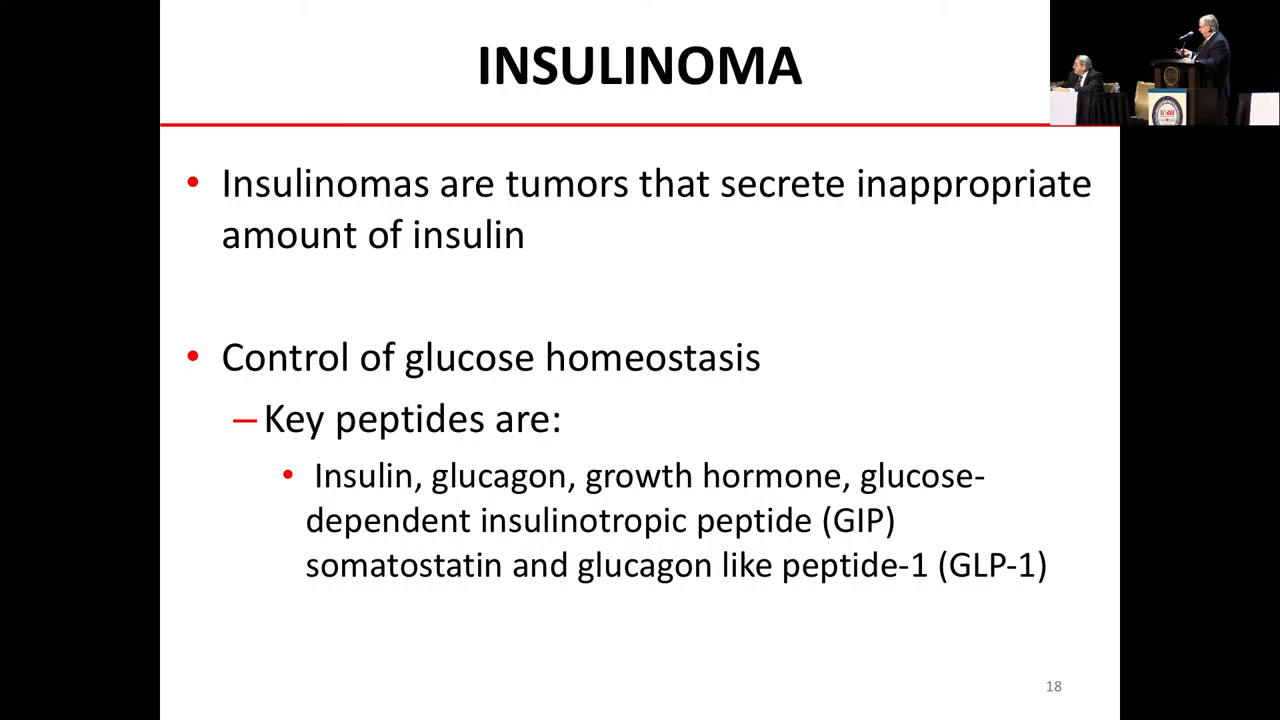 INSULINOMA
• Insulinomas are tumors that secrete inappropriate
amount of insulin
• Control of glucose homeostasis
– Key peptides are:
• Insulin, glucagon, growth hormone, glucose-
dependent insulinotropic peptide (GIP)
somatostatin and glucagon like peptide-1 (GLP-1)
18